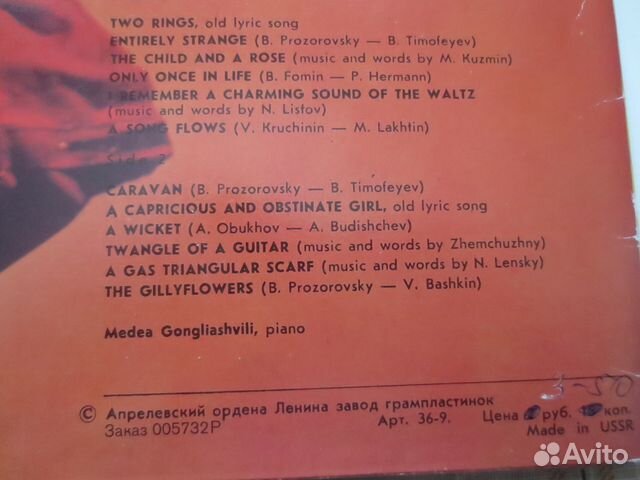 TWO RINGS, old lyric song
ENTIRELY STRANGE (B. Prozorovsky — B. Timofeyev)
THE CHILD AND A ROSE (music and words by M. Kuzmin)
ONLY ONCE IN LIFE (B. Fomin — P. Hermann)
I REMEMBER A CHARMING SOUND OF THE WALTZ
(music and words by N. Listov)
A SONG FLOWS (V. Kruchinin — M. Lakhtin)
Side 2
CARAVAN (B. Prozorovsky — B. Timofeyev)
A CAPRICIOUS AND OBSTINATE GIRL, old lyric song
A WICKET (A. Obukhov — A. Budishchev)
TWANGLE OF A GUITAR (music and words by Zhemchuzhny)
A GAS TRIANGULAR SCARF (music and words by N. Lensky)
THE GILLYFLOWERS (B. Prozorovsky — V. Bashkin)
Medea Gongliashvili, piano
3-50
© Апрелевский ордена Ленина завод грампластинок
Заказ 005732Р Арт. 36-9. Цена руб. коп.
Made in USSR
Avito